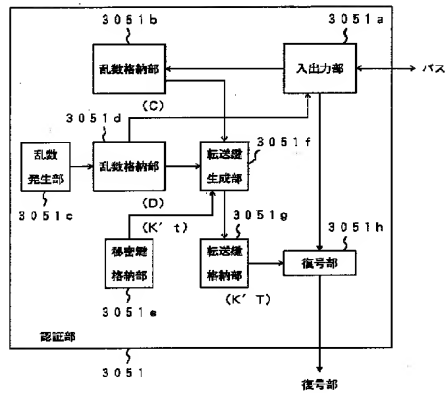 3051b
3051a
乱数格納部
入出力部
バス
(C)
3051d
3051f
乱数
発生部
乱数格納部
転送鍵
生成部
3051c
(D)
3051g
(K't)
3051h
秘密鍵
格納部
転送鍵
格納部
復号部
(K'T)
3051e
認証部
3051
復号部